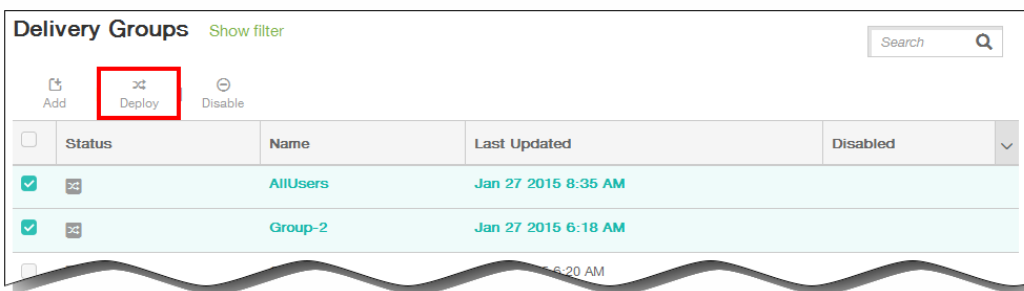 Delivery Groups Show filter
Search
Add Deploy Disable
Status Name Last Updated Disabled
AllUsers Jan 27 2015 8:35 AM
Group-2 Jan 27 2015 6:18 AM
6:20 AM